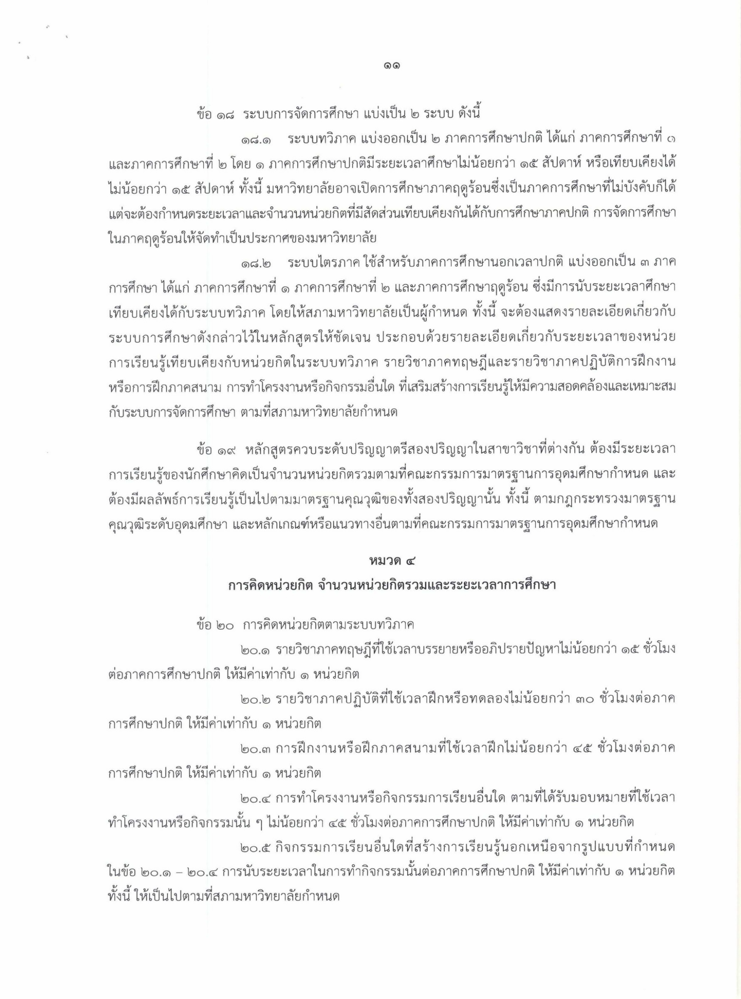 ๑๑
ข้อ ๑๘ ระบบการจัดการศึกษา แบ่งเป็น ๒ ระบบ ดังนี้
๑๘.๑ ระบบทวิภาค แบ่งออกเป็น ๒ ภาคการศึกษาปกติ ได้แก่ ภาคการศึกษาที่ ๑
และภาคการศึกษาที่ ๒ โดย ๑ ภาคการศึกษาปกติมีระยะเวลาศึกษาไม่น้อยกว่า ๑๕ สัปดาห์ หรือเทียบเคียงได้
ไม่น้อยกว่า ๑๕ สัปดาห์ ทั้งนี้ มหาวิทยาลัยอาจเปิดการศึกษาภาคฤดูร้อนซึ่งเป็นภาคการศึกษาที่ไม่บังคับก็ได้
แต่จะต้องกำหนดระยะเวลาและจำนวนหน่วยกิตที่มีสัดส่วนเทียบเคียงกันได้กับการศึกษาภาคปกติ การจัดการศึกษา
ในภาคฤดูร้อนให้จัดทำเป็นประกาศของมหาวิทยาลัย
๑๘.๒ ระบบไตรภาค ใช้สำหรับภาคการศึกษานอกเวลาปกติ แบ่งออกเป็น ๓ ภาค
การศึกษา ได้แก่ ภาคการศึกษาที่ ๑ ภาคการศึกษาที่ ๒ และภาคการศึกษาฤดูร้อน ซึ่งมีการนับระยะเวลาศึกษา
เทียบเคียงได้กับระบบทวิภาค โดยให้สภามหาวิทยาลัยเป็นผู้กำหนด ทั้งนี้ จะต้องแสดงรายละเอียดเกี่ยวกับ
ระบบการศึกษาดังกล่าวไว้ในหลักสูตรให้ชัดเจน ประกอบด้วยรายละเอียดเกี่ยวกับระยะเวลาของหน่วย
การเรียนรู้เทียบเคียงกับหน่วยกิตในระบบทวิภาค รายวิชาภาคทฤษฎีและรายวิชาภาคปฏิบัติการฝึกงาน
หรือการฝึกภาคสนาม การทำโครงงานหรือกิจกรรมอื่นใด ที่เสริมสร้างการเรียนรู้ให้มีความสอดคล้องและเหมาะสม
กับระบบการจัดการศึกษา ตามที่สภามหาวิทยาลัยกำหนด
ข้อ ๑๙ หลักสูตรควบระดับปริญญาตรีสองปริญญาในสาขาวิชาที่ต่างกัน ต้องมีระยะเวลา
การเรียนรู้ของนักศึกษาคิดเป็นจำนวนหน่วยกิตรวมตามที่คณะกรรมการมาตรฐานการอุดมศึกษากำหนด และ
ต้องมีผลลัพธ์การเรียนรู้เป็นไปตามมาตรฐานคุณวุฒิของทั้งสองปริญญานั้น ทั้งนี้ ตามกฎกระทรวงมาตรฐาน
คุณวุฒิระดับอุดมศึกษา และหลักเกณฑ์หรือแนวทางอื่นตามที่คณะกรรมการมาตรฐานการอุดมศึกษากำหนด
หมวด ๔
การคิดหน่วยกิต จำนวนหน่วยกิตรวมและระยะเวลาการศึกษา
ข้อ ๒๐ การคิดหน่วยกิตตามระบบทวิภาค
๒๐.๑ รายวิชาภาคทฤษฎีที่ใช้เวลาบรรยายหรืออภิปรายปัญหาไม่น้อยกว่า ๑๕ ชั่วโมง
ต่อภาคการศึกษาปกติ ให้มีค่าเท่ากับ ๑ หน่วยกิต
๒๐.๒ รายวิชาภาคปฏิบัติที่ใช้เวลาฝึกหรือทดลองไม่น้อยกว่า ๓๐ ชั่วโมงต่อภาค
การศึกษาปกติ ให้มีค่าเท่ากับ ๑ หน่วยกิต
๒๐.๓ การฝึกงานหรือฝึกภาคสนามที่ใช้เวลาฝึกไม่น้อยกว่า ๔๕ ชั่วโมงต่อภาค
การศึกษาปกติ ให้มีค่าเท่ากับ ๑ หน่วยกิต
๒๐.๔ การทำโครงงานหรือกิจกรรมการเรียนอื่นใด ตามที่ได้รับมอบหมายที่ใช้เวลา
ทำโครงงานหรือกิจกรรมนั้น ๆ ไม่น้อยกว่า ๔๕ ชั่วโมงต่อภาคการศึกษาปกติ ให้มีค่าเท่ากับ ๑ หน่วยกิต
๒๐.๕ กิจกรรมการเรียนอื่นใดที่สร้างการเรียนรู้นอกเหนือจากรูปแบบที่กำหนด
ในข้อ ๒๐.๑ – ๒๐.๔ การนับระยะเวลาในการทำกิจกรรมนั้นต่อภาคการศึกษาปกติ ให้มีค่าเท่ากับ ๑ หน่วยกิต
ทั้งนี้ ให้เป็นไปตามที่สภามหาวิทยาลัยกำหนด